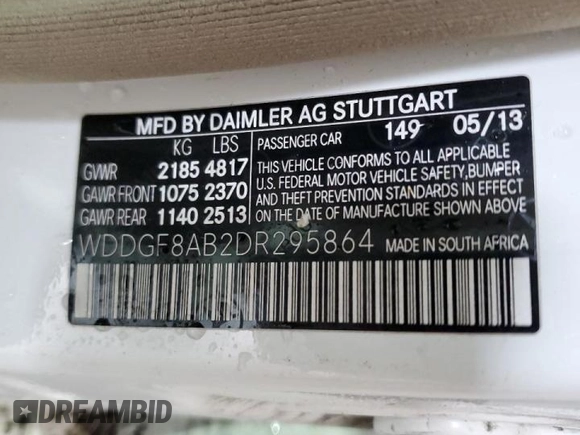 MFD BY DAIMLER AG STUTTGART
KG LBS PASSENGER CAR 149 05/13
GVWR 2185 4817
GAWR FRONT 1075 2370
GAWR REAR 1140 2513
THIS VEHICLE CONFORMS TO ALL APPLICABLE
U.S. FEDERAL MOTOR VEHICLE SAFETY, BUMPER
AND THEFT PREVENTION STANDARDS IN EFFECT
ON THE DATE OF MANUFACTURE SHOWN ABOVE
WDDGF8AB2DR295864 MADE IN SOUTH AFRICA
DREAMBID